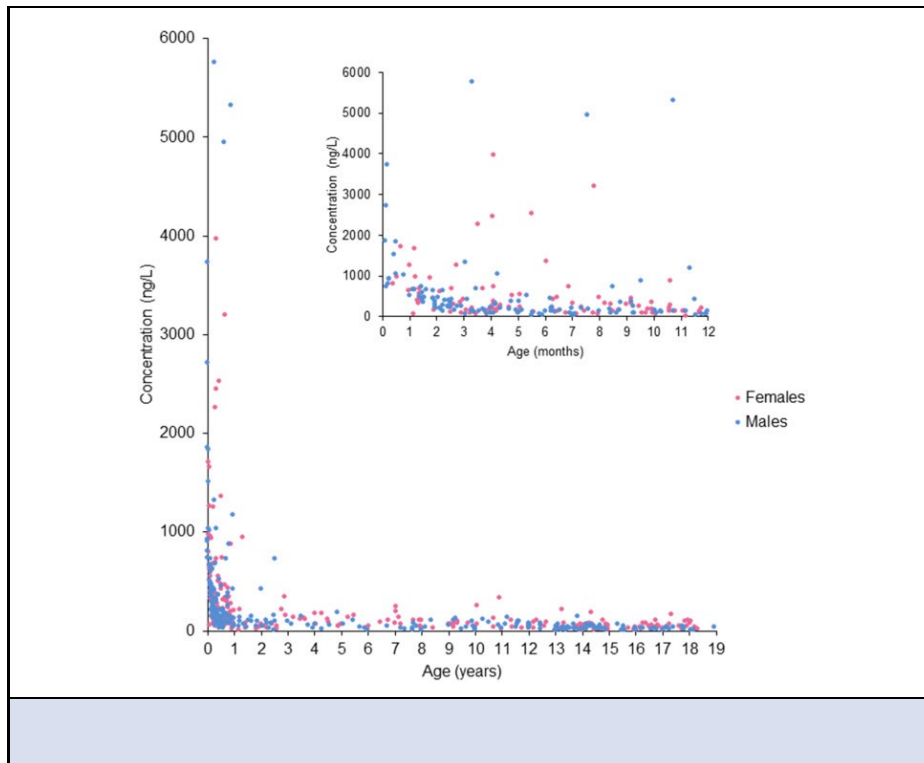 6000
5000
4000
3000
2000
1000
0
Concentration (ng/L)
0 1 2 3 4 5 6 7 8 9 10 11 12 13 14 15 16 17 18 19
Age (years)
6000
5000
4000
3000
2000
1000
0
Concentration (ng/L)
0 1 2 3 4 5 6 7 8 9 10 11 12
Age (months)
Females
Males